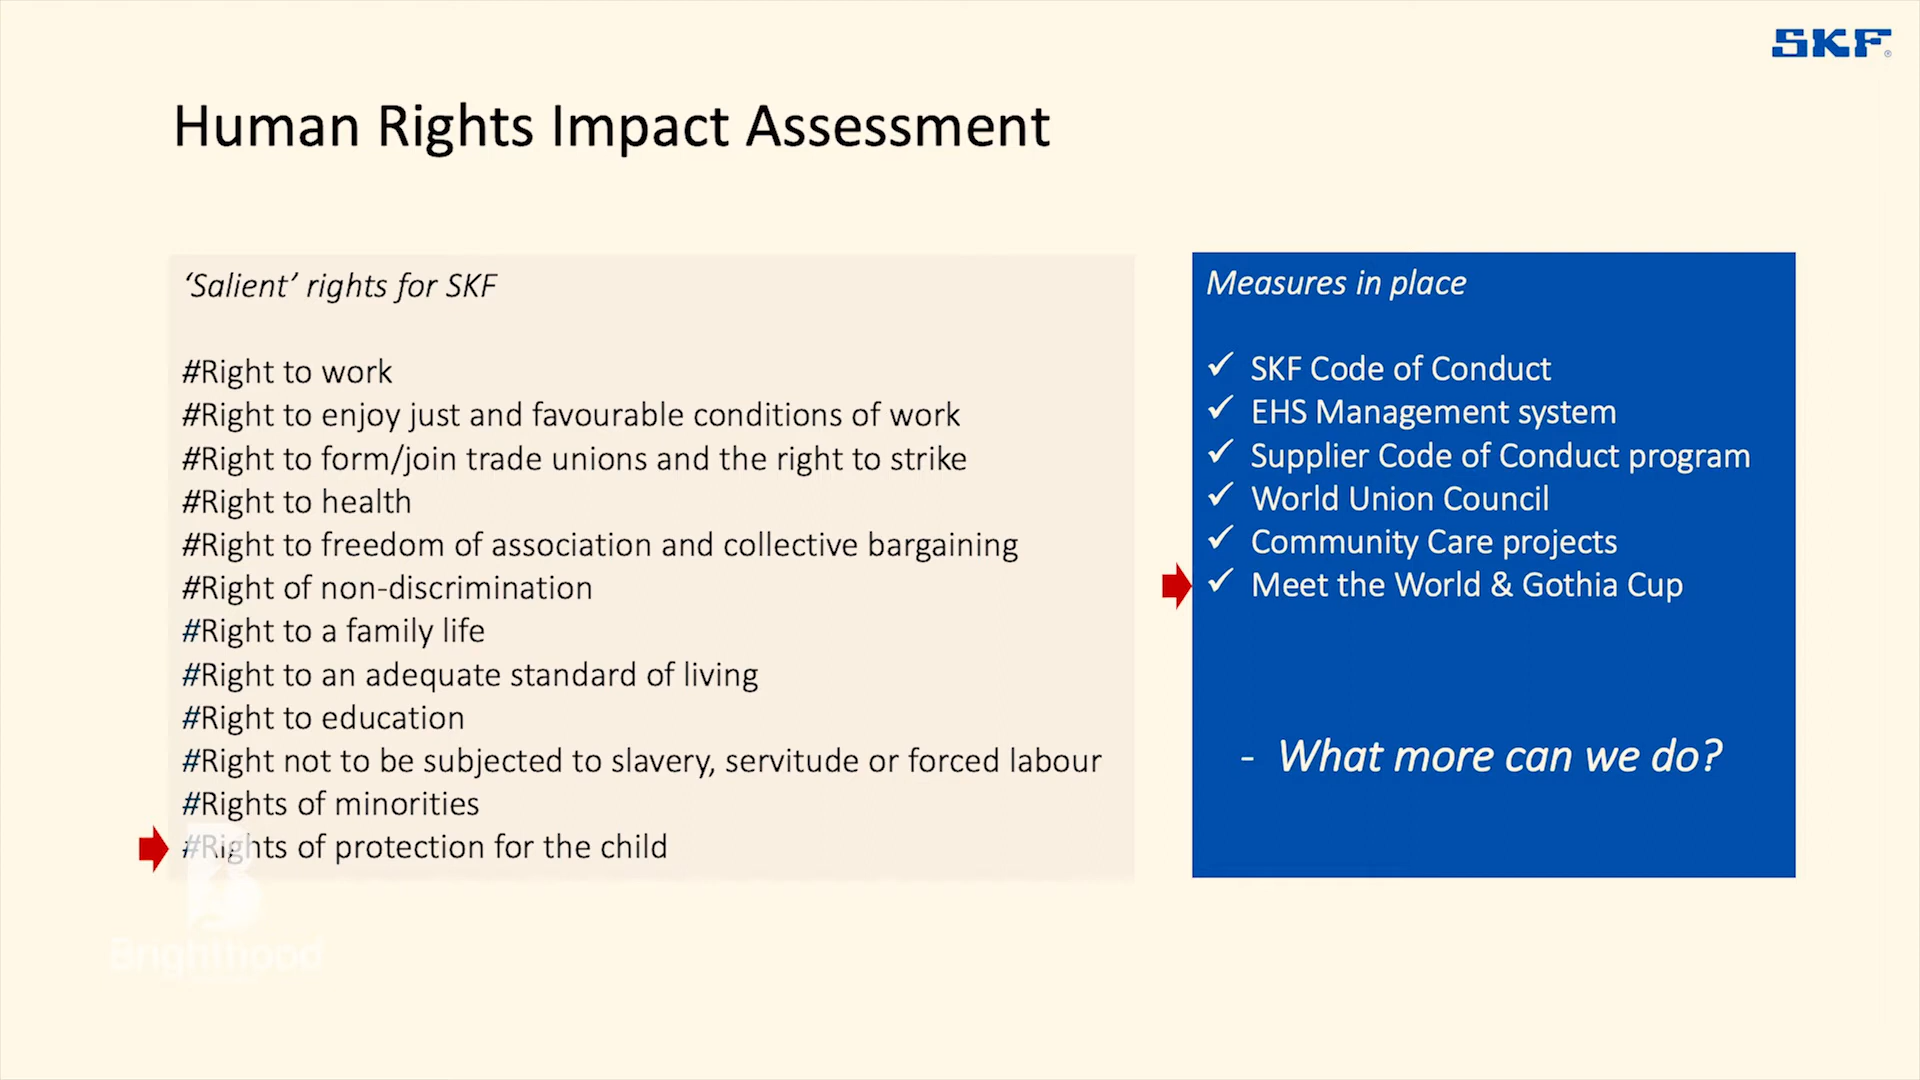 SKF
Human Rights Impact Assessment
‘Salient’ rights for SKF
#Right to work
#Right to enjoy just and favourable conditions of work
#Right to form/join trade unions and the right to strike
#Right to health
#Right to freedom of association and collective bargaining
#Right of non-discrimination
#Right to a family life
#Right to an adequate standard of living
#Right to education
#Right not to be subjected to slavery, servitude or forced labour
#Rights of minorities
#Rights of protection for the child
Measures in place
✓ SKF Code of Conduct
✓ EHS Management system
✓ Supplier Code of Conduct program
✓ World Union Council
✓ Community Care projects
✓ Meet the World & Gothia Cup
- What more can we do?
Brighthood